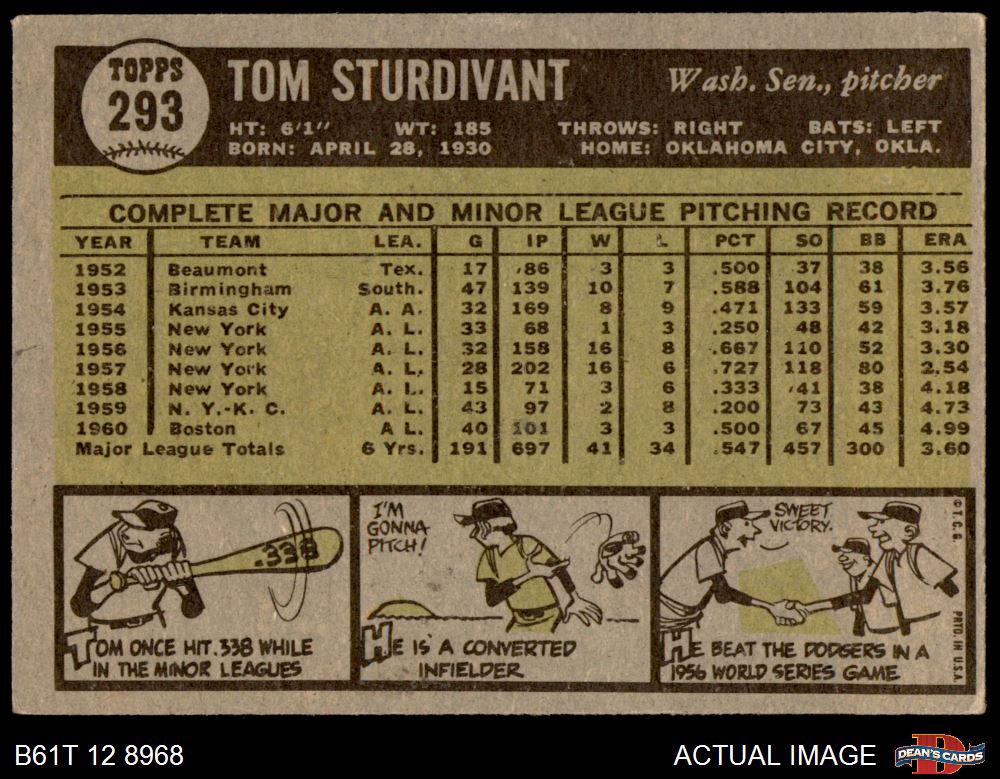 TOPPS
293
TOM STURDIVANT
Wash. Sen., pitcher
HT: 6'1" WT: 185 THROWS: RIGHT BATS: LEFT
BORN: APRIL 28, 1930 HOME: OKLAHOMA CITY, OKLA.
COMPLETE MAJOR AND MINOR LEAGUE PITCHING RECORD
YEAR TEAM LEA. G IP W L PCT SO BB ERA
1952 Beaumont Tex. 17 86 3 3 .500 37 38 3.56
1953 Birmingham South. 47 139 10 7 .588 104 61 3.76
1954 Kansas City A. A. 32 169 8 9 .471 133 59 3.57
1955 New York A. L. 33 68 1 3 .250 48 42 3.18
1956 New York A. L. 32 158 16 8 .667 110 52 3.30
1957 New York A. L. 28 202 16 6 .727 118 80 2.54
1958 New York A. L. 15 71 3 6 .333 41 38 4.18
1959 N. Y.-K. C. A. L. 43 97 2 8 .200 73 43 4.73
1960 Boston A L. 40 101 3 3 .500 67 45 4.99
Major League Totals 6 Yrs. 191 697 41 34 .547 457 300 3.60
.338
TOM ONCE HIT .338 WHILE
IN THE MINOR LEAGUES
I'M
GONNA
PITCH!
HE IS A CONVERTED
INFIELDER
SWEET
VICTORY.
HE BEAT THE DODGERS IN A
1956 WORLD SERIES GAME
© T.C.G. PRTD. IN U.S.A.
B61T 12 8968 ACTUAL IMAGE
DEAN'S CARDS